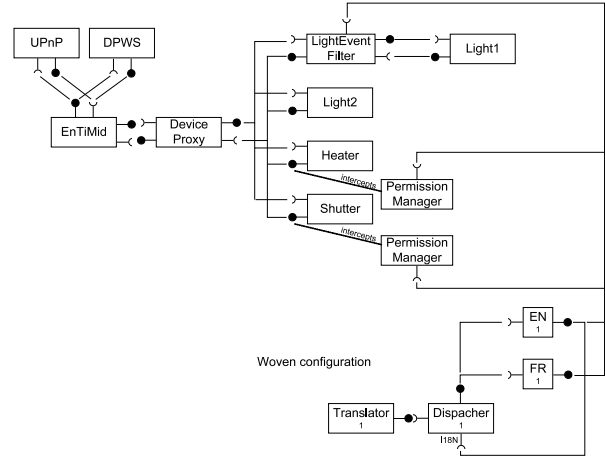 UPnP
DPWS
LightEvent
Filter
Light1
Light2
EnTiMid
Device
Proxy
Heater
intercepts
Permission
Manager
Shutter
intercepts
Permission
Manager
EN
1
Woven configuration
FR
1
Translator
1
Dispacher
1
I18N